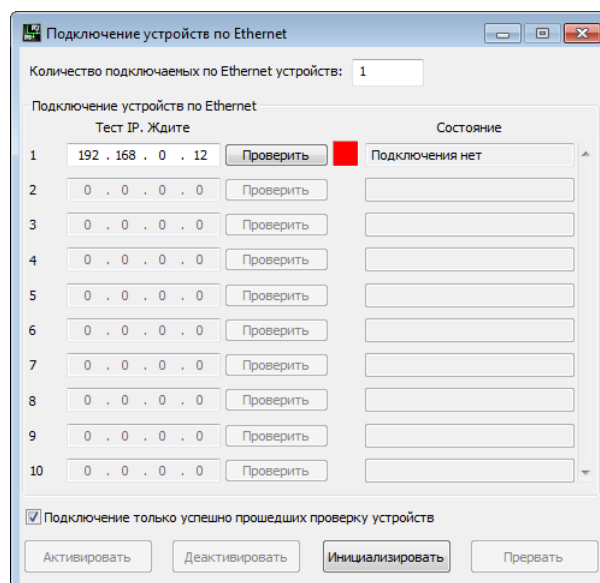 Подключение устройств по Ethernet
Количество подключаемых по Ethernet устройств: 1
Подключение устройств по Ethernet
Тест IP. Ждите Состояние
1 192 . 168 . 0 . 12 Проверить Подключения нет
2 0 . 0 . 0 . 0 Проверить
3 0 . 0 . 0 . 0 Проверить
4 0 . 0 . 0 . 0 Проверить
5 0 . 0 . 0 . 0 Проверить
6 0 . 0 . 0 . 0 Проверить
7 0 . 0 . 0 . 0 Проверить
8 0 . 0 . 0 . 0 Проверить
9 0 . 0 . 0 . 0 Проверить
10 0 . 0 . 0 . 0 Проверить
Подключение только успешно прошедших проверку устройств
Активировать Деактивировать Инициализировать Прервать